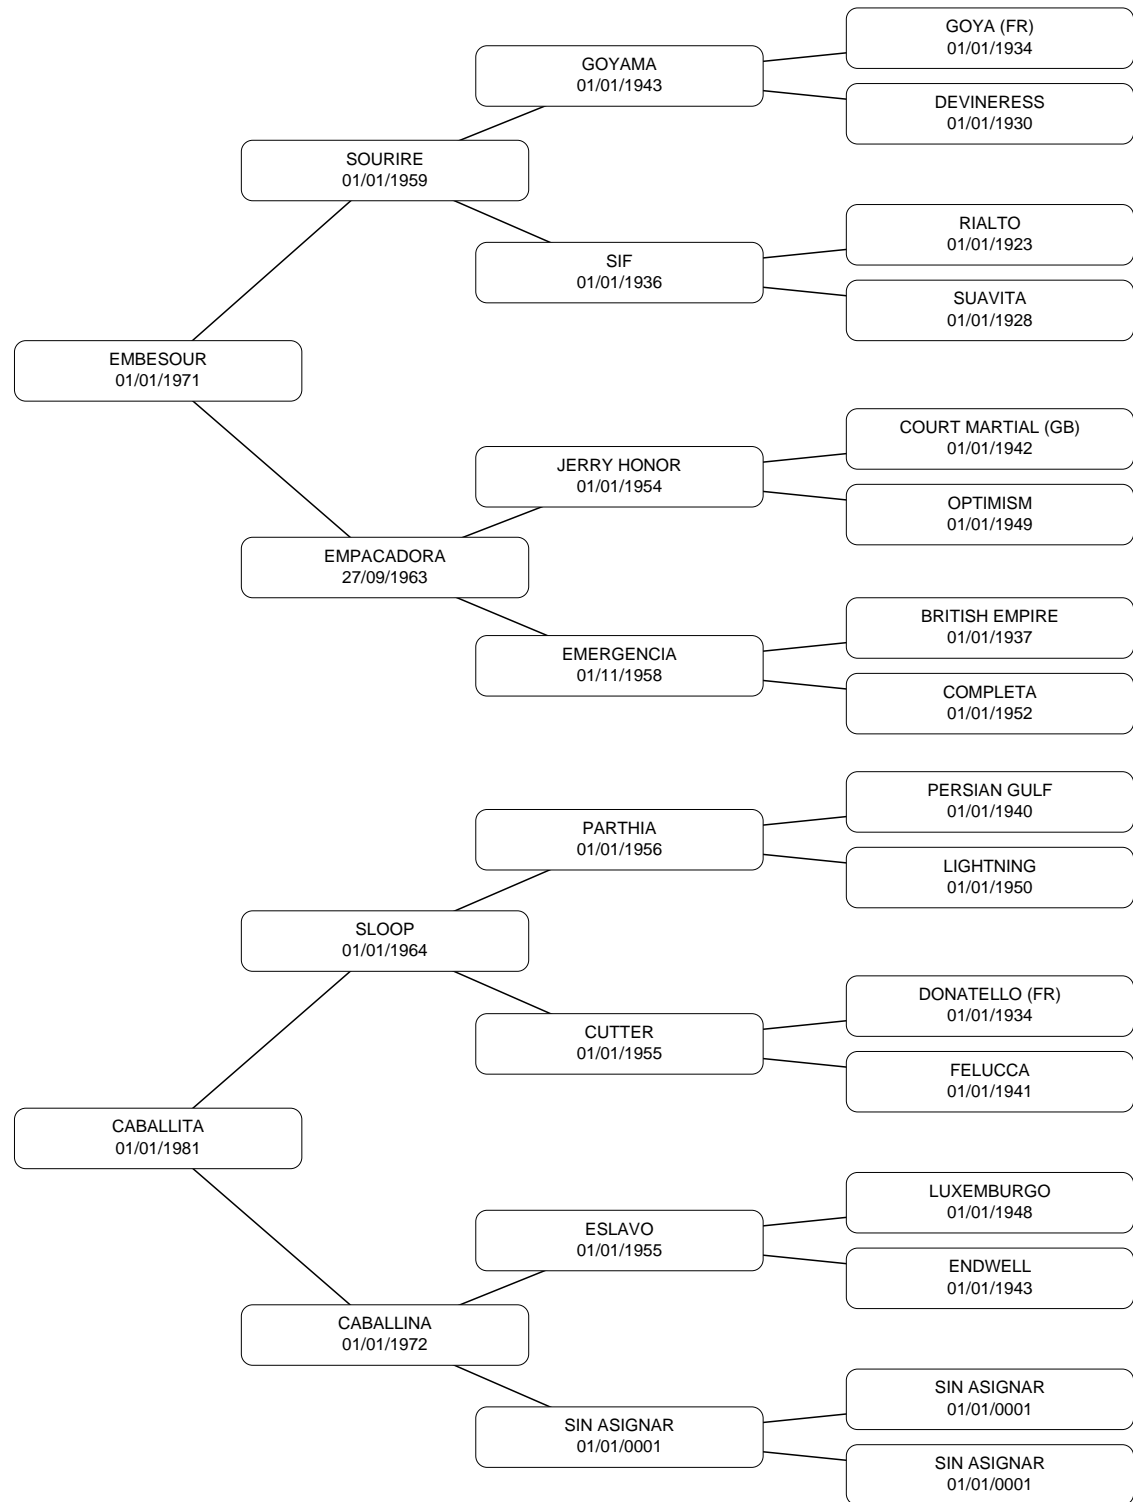 GOYA (FR)
01/01/1934
GOYAMA
01/01/1943
DEVINERESS
01/01/1930
SOURIRE
01/01/1959
RIALTO
01/01/1923
SIF
01/01/1936
SUAVITA
01/01/1928
EMBESOUR
01/01/1971
COURT MARTIAL (GB)
01/01/1942
JERRY HONOR
01/01/1954
OPTIMISM
01/01/1949
EMPACADORA
27/09/1963
BRITISH EMPIRE
01/01/1937
EMERGENCIA
01/11/1958
COMPLETA
01/01/1952
PERSIAN GULF
01/01/1940
PARTHIA
01/01/1956
LIGHTNING
01/01/1950
SLOOP
01/01/1964
DONATELLO (FR)
01/01/1934
CUTTER
01/01/1955
FELUCCA
01/01/1941
CABALLITA
01/01/1981
LUXEMBURGO
01/01/1948
ESLAVO
01/01/1955
ENDWELL
01/01/1943
CABALLINA
01/01/1972
SIN ASIGNAR
01/01/0001
SIN ASIGNAR
01/01/0001
SIN ASIGNAR
01/01/0001